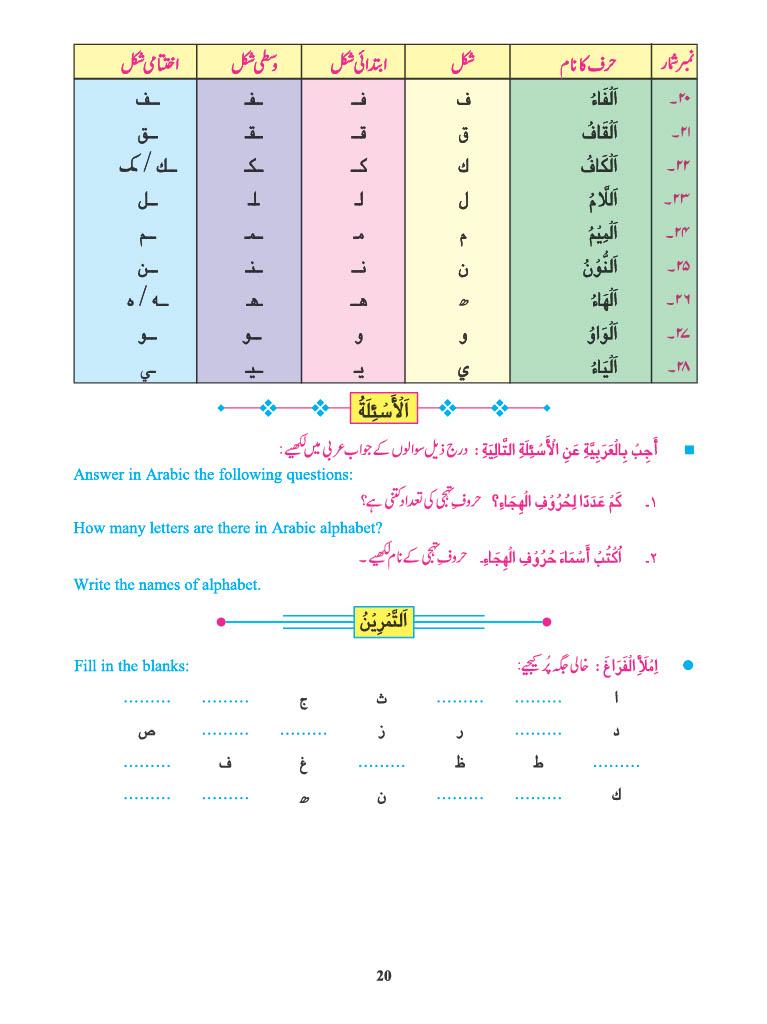 نمبر شمار حرف کا نام شکل ابتدائی شکل وسطی شکل اختتامی شکل
۲۰۔ اَلْفَاءُ ف فـ ـفـ ـف
۲۱۔ اَلْقَافُ ق قـ ـقـ ـق
۲۲۔ اَلْكَافُ ك كـ ـكـ ـك / ـکـ
۲۳۔ اَللَّامُ ل لـ ـلـ ـل
۲۴۔ اَلْمِيْمُ م مـ ـمـ ـم
۲۵۔ اَلنُّوْنُ ن نـ ـنـ ـن
۲۶۔ اَلْهَاءُ ھ هـ ـهـ ـه / ه
۲۷۔ اَلْوَاوُ و و ـو ـو
۲۸۔ اَلْيَاءُ ي يـ ـيـ ـي
اَلْأَسْئِلَةُ
أَجِبْ بِالْعَرَبِيَّةِ عَنِ الْأَسْئِلَةِ التَّالِيَةِ : درج ذیل سوالوں کے جواب عربی میں لکھیے:
Answer in Arabic the following questions:
۱۔ كَمْ عَدَدًا لِحُرُوْفِ الْهِجَاءِ؟ حروفِ تہجی کی تعداد کتنی ہے؟
How many letters are there in Arabic alphabet?
۲۔ اُكْتُبْ أَسْمَاءَ حُرُوْفِ الْهِجَاءِ۔ حروفِ تہجی کے نام لکھیے۔
Write the names of alphabet.
اَلتَّمْرِيْنُ
اِمْلَأِ الْفَرَاغَ : خالی جگہ پُر کیجیے: Fill in the blanks:
ا ......... ......... ث ج ......... .........
د ......... ر ز ......... ......... ص
......... ط ظ ......... غ ف .........
ك ......... ......... ن ھ ......... .........
20